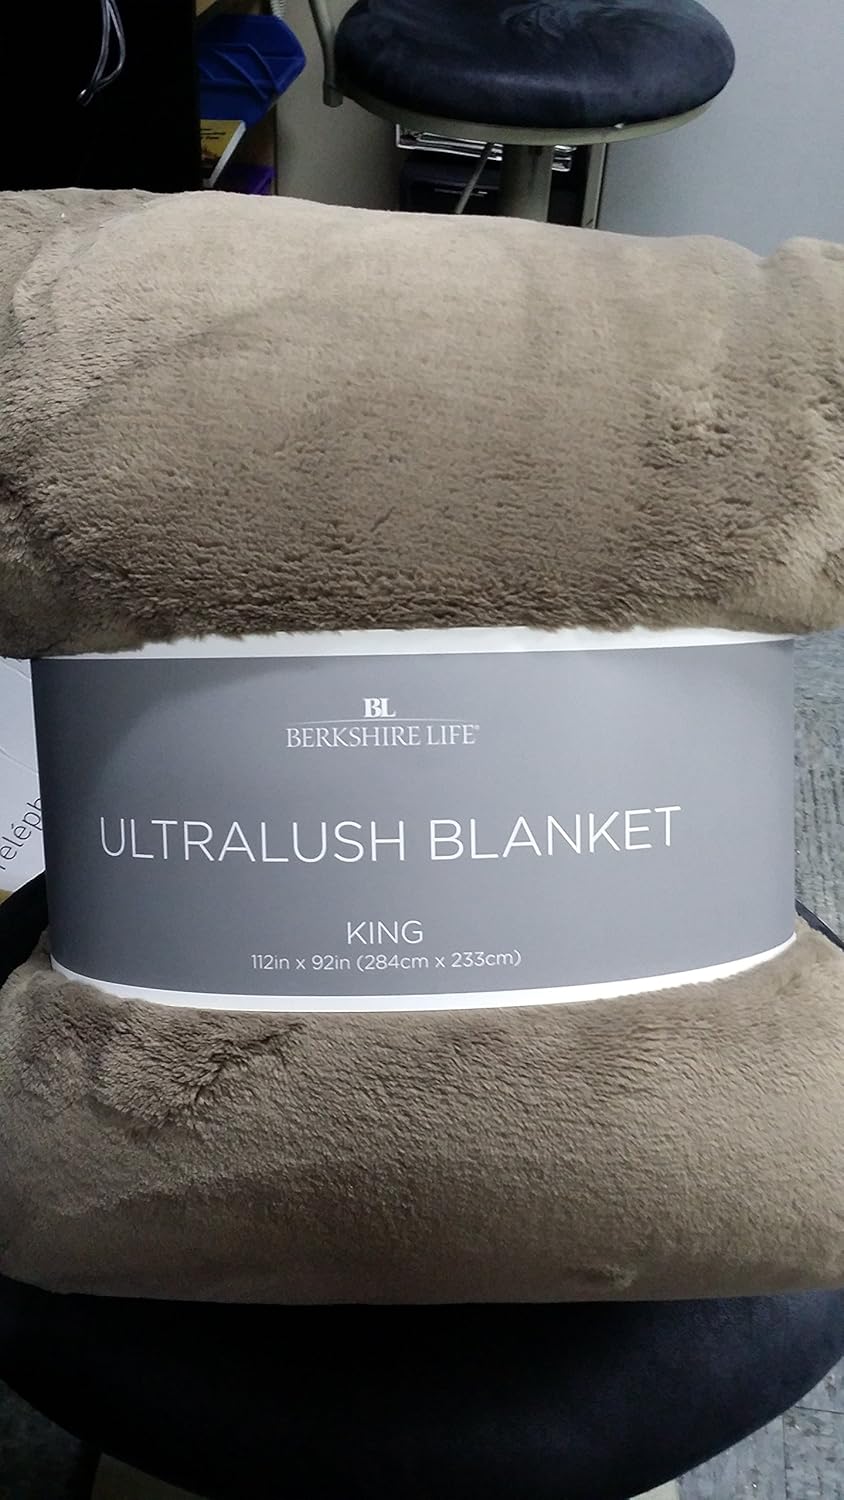 BL
BERKSHIRE LIFE®
ULTRALUSH BLANKET
KING
112in x 92in (284cm x 233cm)